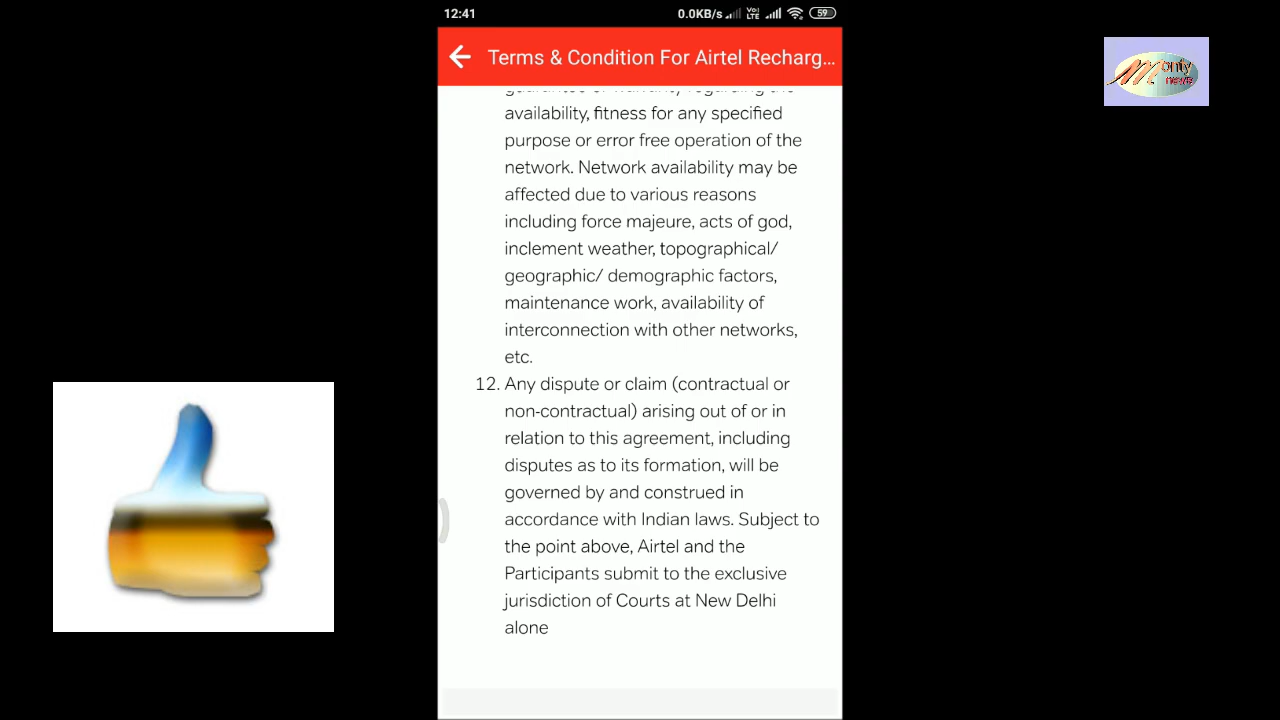 12:41
0.0KB/s
Vo)
LTE
59
Terms & Condition For Airtel Recharg...
availability, fitness for any specified
purpose or error free operation of the
network. Network availability may be
affected due to various reasons
including force majeure, acts of god,
inclement weather, topographical/
geographic/ demographic factors,
maintenance work, availability of
interconnection with other networks,
etc.
12. Any dispute or claim (contractual or
non-contractual) arising out of or in
relation to this agreement, including
disputes as to its formation, will be
governed by and construed in
accordance with Indian laws. Subject to
the point above, Airtel and the
Participants submit to the exclusive
jurisdiction of Courts at New Delhi
alone
Monty
news